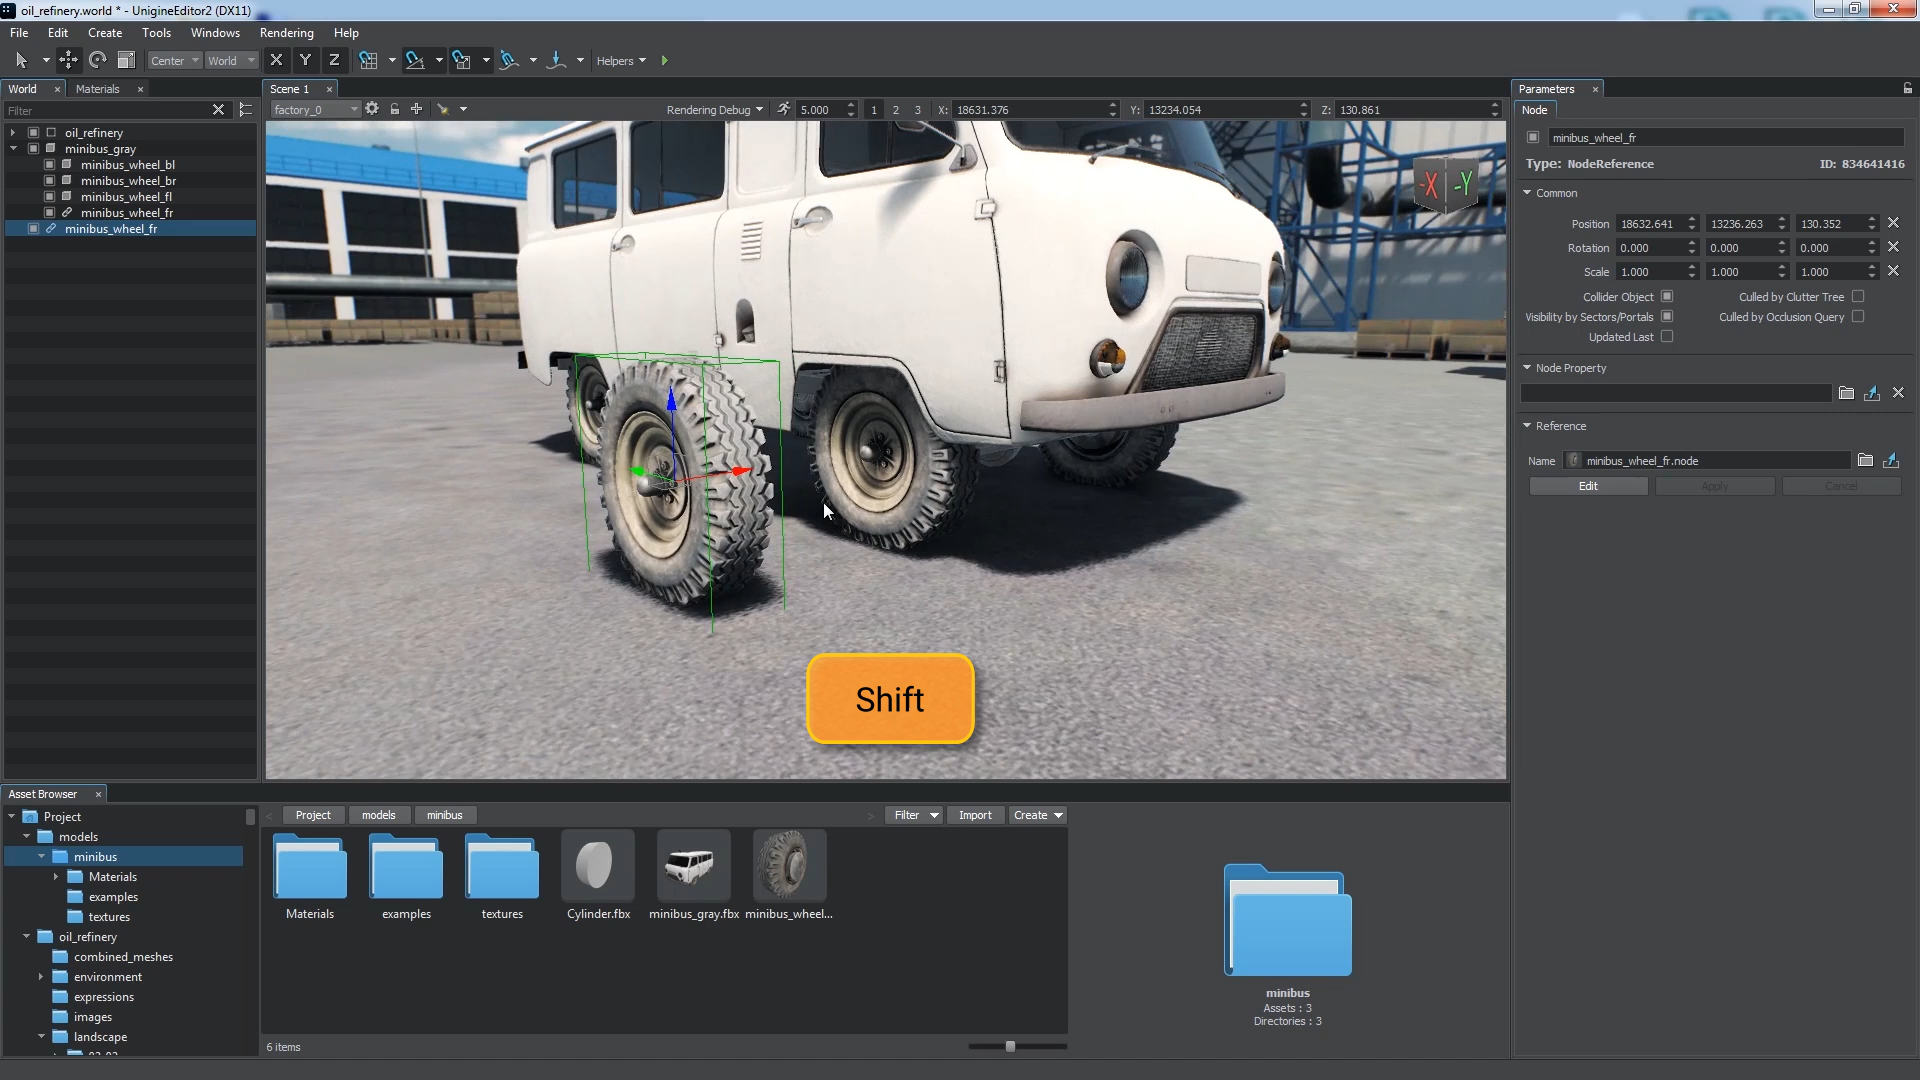 oil_refinery.world * - UnigineEditor2 (DX11)
File Edit Create Tools Windows Rendering Help
Center World X Y Z Helpers
World Materials
Filter
oil_refinery
minibus_gray
minibus_wheel_bl
minibus_wheel_br
minibus_wheel_fl
minibus_wheel_fr
minibus_wheel_fr
Scene 1
factory_0 Rendering Debug 5.000 1 2 3 X: 18631.376 Y: 13234.054 Z: 130.861
-X -Y
Shift
Parameters
Node
minibus_wheel_fr
Type: NodeReference ID: 834641416
Common
Position 18632.641 13236.263 130.352
Rotation 0.000 0.000 0.000
Scale 1.000 1.000 1.000
Collider Object Culled by Clutter Tree
Visibility by Sectors/Portals Culled by Occlusion Query
Updated Last
Node Property
Reference
Name minibus_wheel_fr.node
Edit Apply Cancel
Asset Browser
Project
models
minibus
Materials
examples
textures
oil_refinery
combined_meshes
environment
expressions
images
landscape
< Project models minibus > Filter Import Create
Materials examples textures Cylinder.fbx minibus_gray.fbx minibus_wheel...
6 items
minibus
Assets : 3
Directories : 3